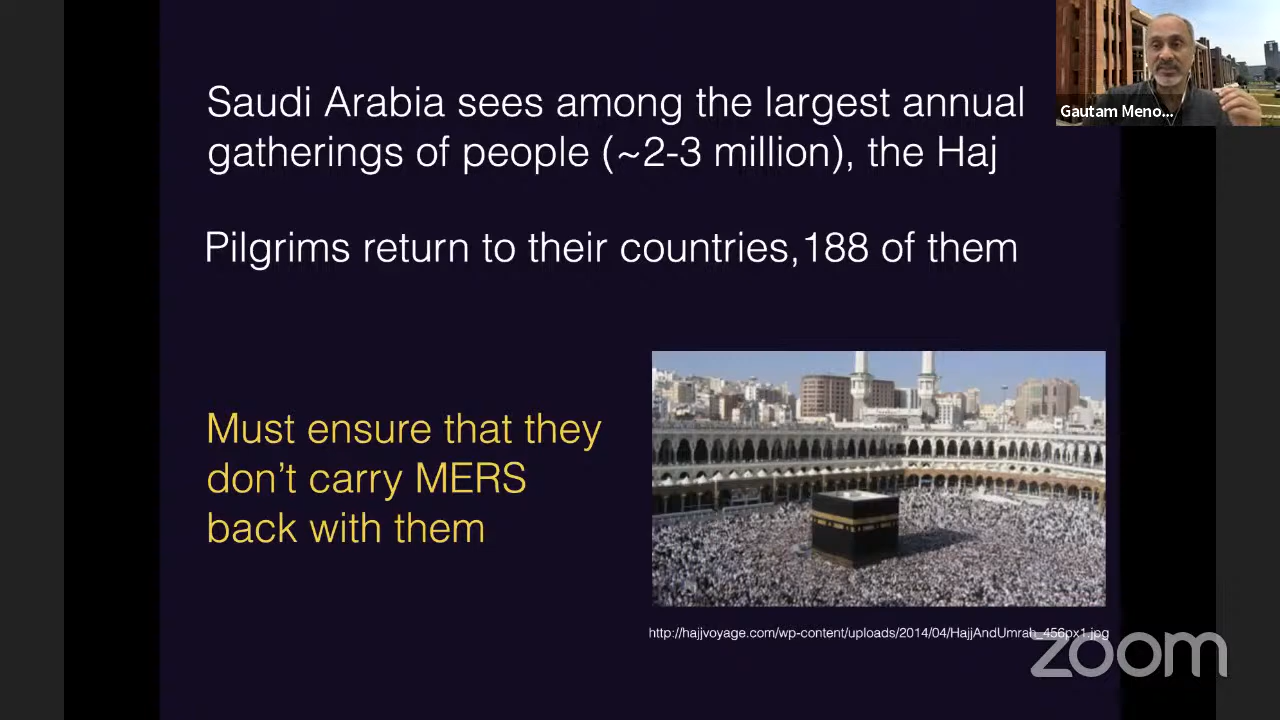 Saudi Arabia sees among the largest annual
gatherings of people (~2-3 million), the Haj
Pilgrims return to their countries,188 of them
Must ensure that they
don't carry MERS
back with them
http://hajjvoyage.com/wp-content/uploads/2014/04/HajjAndUmrah_456px1.jpg
Gautam Meno...
zoom